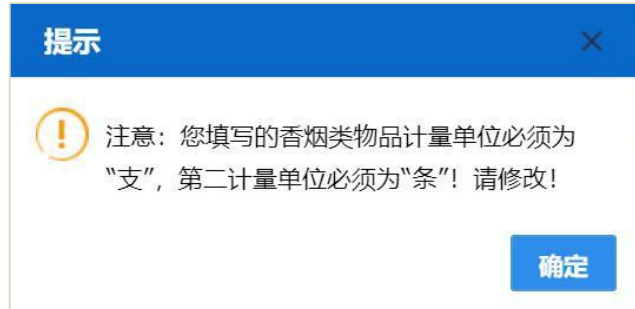 提示
注意：您填写的香烟类物品计量单位必须为
“支”，第二计量单位必须为“条”！请修改！
确定